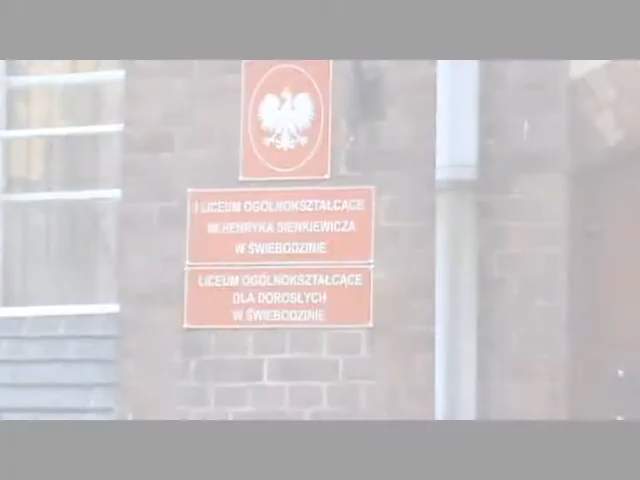 I LICEUM OGÓLNOKSZTAŁCĄCE
IM. HENRYKA SIENKIEWICZA
W ŚWIEBODZINIE
LICEUM OGÓLNOKSZTAŁCĄCE
DLA DOROSŁYCH
W ŚWIEBODZINIE